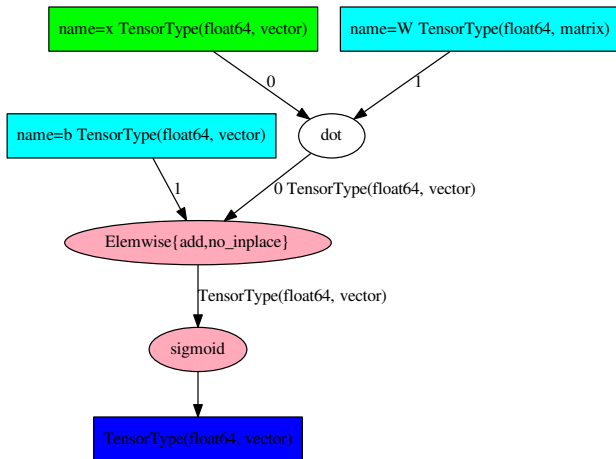 name=x TensorType(float64, vector)
name=W TensorType(float64, matrix)
0
1
name=b TensorType(float64, vector)
dot
1
0 TensorType(float64, vector)
Elemwise{add,no_inplace}
TensorType(float64, vector)
sigmoid
TensorType(float64, vector)